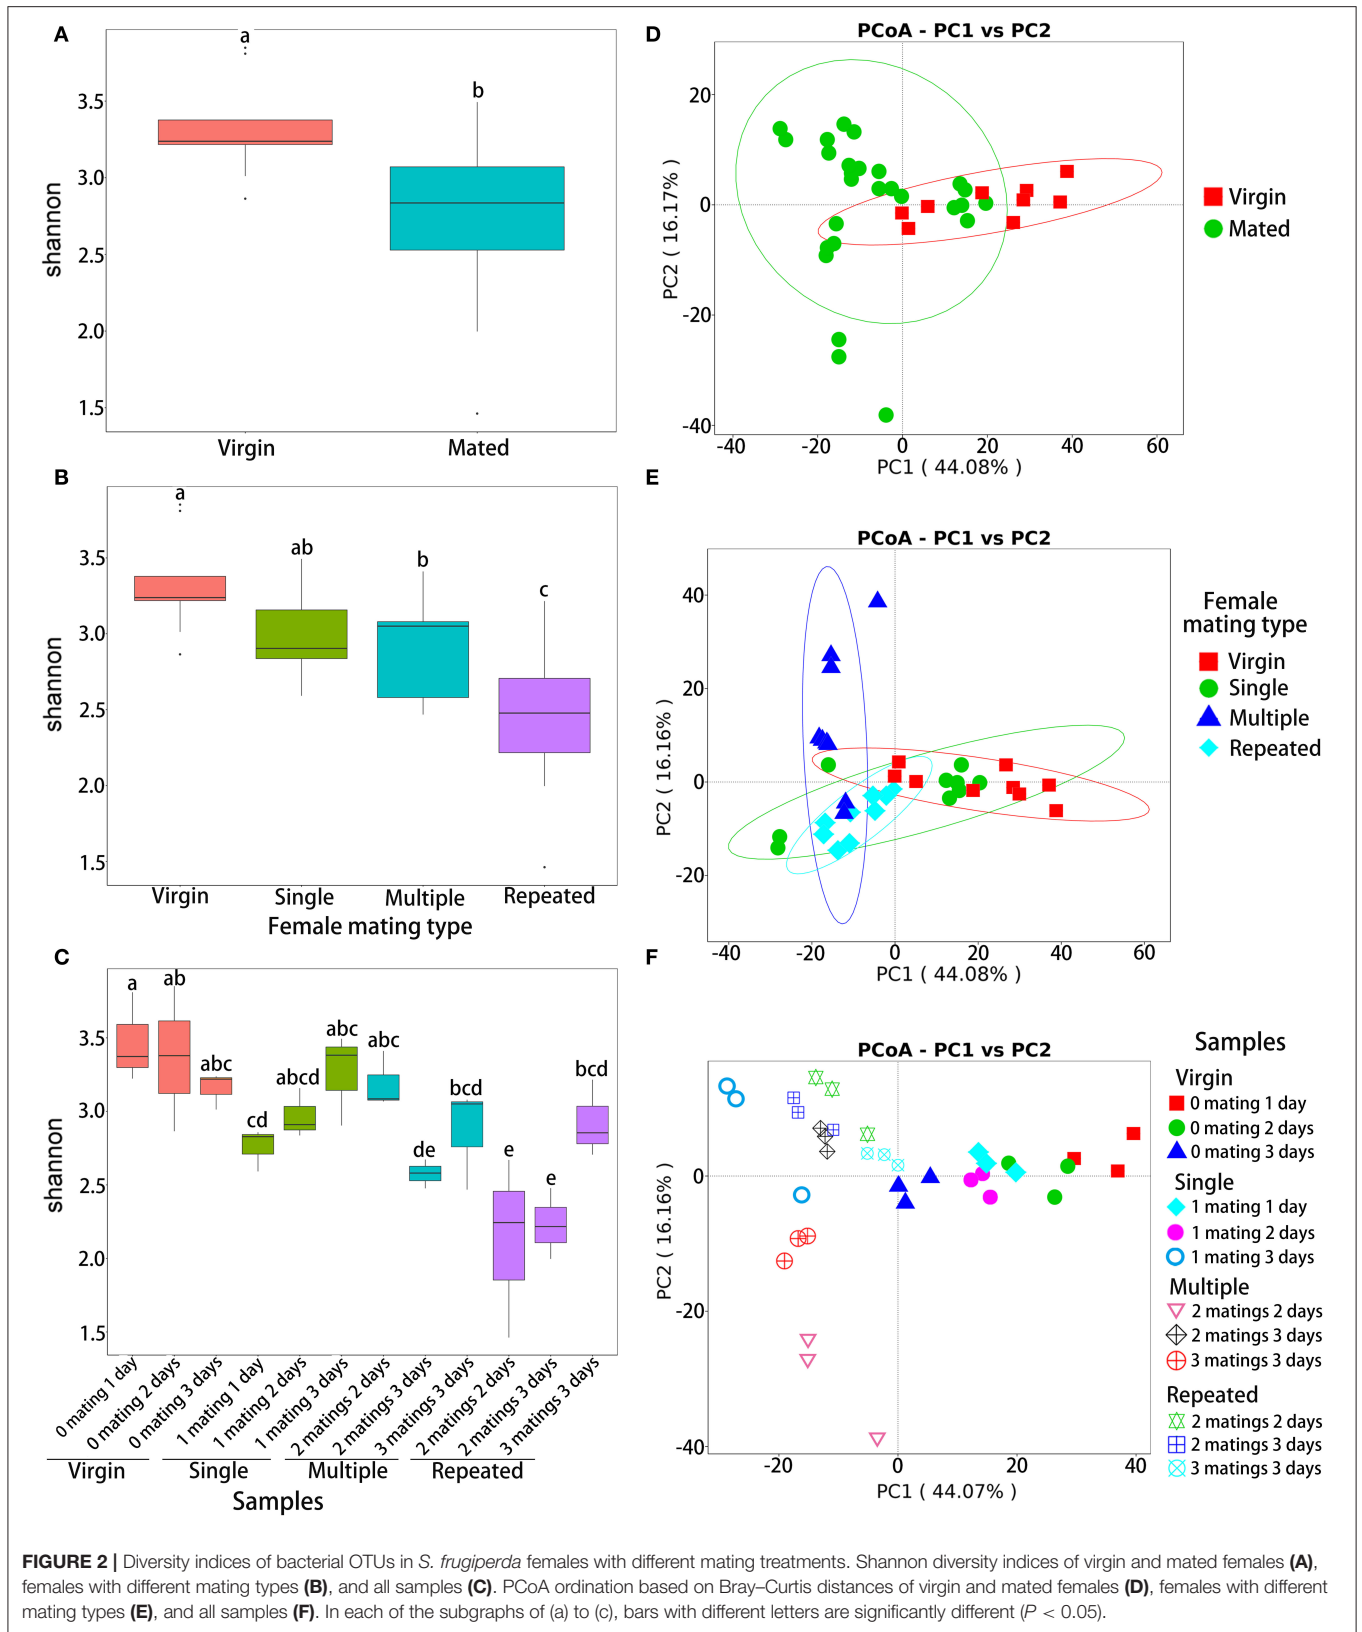 A
a
b
3.5
3.0
2.5
2.0
1.5
shannon
Virgin
Mated
D
PCoA - PC1 vs PC2
20
0
-20
-40
PC2 ( 16.17% )
-40
-20
0
20
40
60
PC1 ( 44.08% )
Virgin
Mated
B
a
ab
b
c
3.5
3.0
2.5
2.0
1.5
shannon
Virgin
Single
Multiple
Repeated
Female mating type
E
PCoA - PC1 vs PC2
40
20
0
-20
PC2 ( 16.16% )
-40
-20
0
20
40
60
PC1 ( 44.08% )
Female
mating type
Virgin
Single
Multiple
Repeated
C
a
ab
abc
cd
abcd
abc
abc
de
bcd
e
e
bcd
3.5
3.0
2.5
2.0
1.5
shannon
0 mating 1 day
0 mating 2 days
0 mating 3 days
1 mating 1 day
1 mating 2 days
1 mating 3 days
2 matings 2 days
2 matings 3 days
3 matings 3 days
2 matings 2 days
2 matings 3 days
3 matings 3 days
Virgin
Single
Multiple
Repeated
Samples
F
PCoA - PC1 vs PC2
0
-20
-40
PC2 ( 16.16% )
-20
0
20
40
PC1 ( 44.07% )
Samples
Virgin
0 mating 1 day
0 mating 2 days
0 mating 3 days
Single
1 mating 1 day
1 mating 2 days
1 mating 3 days
Multiple
2 matings 2 days
2 matings 3 days
3 matings 3 days
Repeated
2 matings 2 days
2 matings 3 days
3 matings 3 days
FIGURE 2 | Diversity indices of bacterial OTUs in S. frugiperda females with different mating treatments. Shannon diversity indices of virgin and mated females (A),
females with different mating types (B), and all samples (C). PCoA ordination based on Bray–Curtis distances of virgin and mated females (D), females with different
mating types (E), and all samples (F). In each of the subgraphs of (a) to (c), bars with different letters are significantly different (P < 0.05).